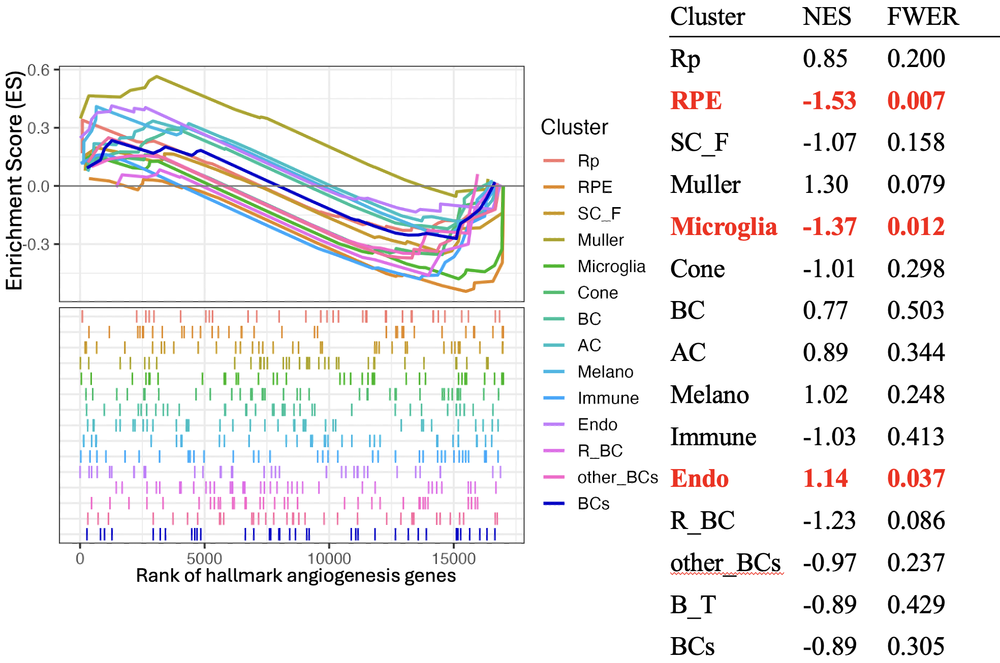 Enrichment Score (ES)
0.6
0.3
0.0
-0.3
0
5000
10000
15000
Rank of hallmark angiogenesis genes
Cluster
Rp
RPE
SC_F
Muller
Microglia
Cone
BC
AC
Melano
Immune
Endo
R_BC
other_BCs
BCs
Cluster NES FWER
Rp 0.85 0.200
RPE -1.53 0.007
SC_F -1.07 0.158
Muller 1.30 0.079
Microglia -1.37 0.012
Cone -1.01 0.298
BC 0.77 0.503
AC 0.89 0.344
Melano 1.02 0.248
Immune -1.03 0.413
Endo 1.14 0.037
R_BC -1.23 0.086
other_BCs -0.97 0.237
B_T -0.89 0.429
BCs -0.89 0.305